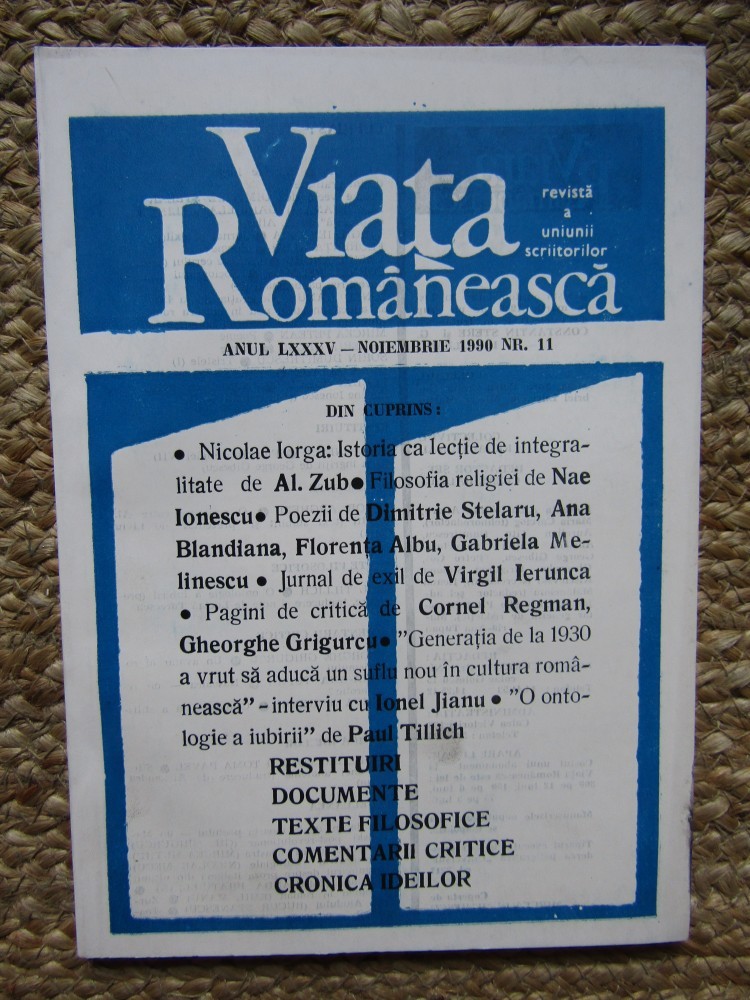 Viața
Românească
revistă
a
uniunii
scriitorilor
ANUL LXXXV — NOIEMBRIE 1990 NR. 11
DIN CUPRINS:
• Nicolae Iorga: Istoria ca lecție de integra-
litate de Al. Zub• Filosofia religiei de Nae
Ionescu• Poezii de Dimitrie Stelaru, Ana
Blandiana, Florența Albu, Gabriela Me-
linescu • Jurnal de exil de Virgil Ierunca
• Pagini de critică de Cornel Regman,
Gheorghe Grigurcu• "Generația de la 1930
a vrut să aducă un suflu nou în cultura româ-
nească" - interviu cu Ionel Jianu • "O onto-
logie a iubirii" de Paul Tillich
RESTITUIRI
DOCUMENTE
TEXTE FILOSOFICE
COMENTARII CRITICE
CRONICA IDEILOR